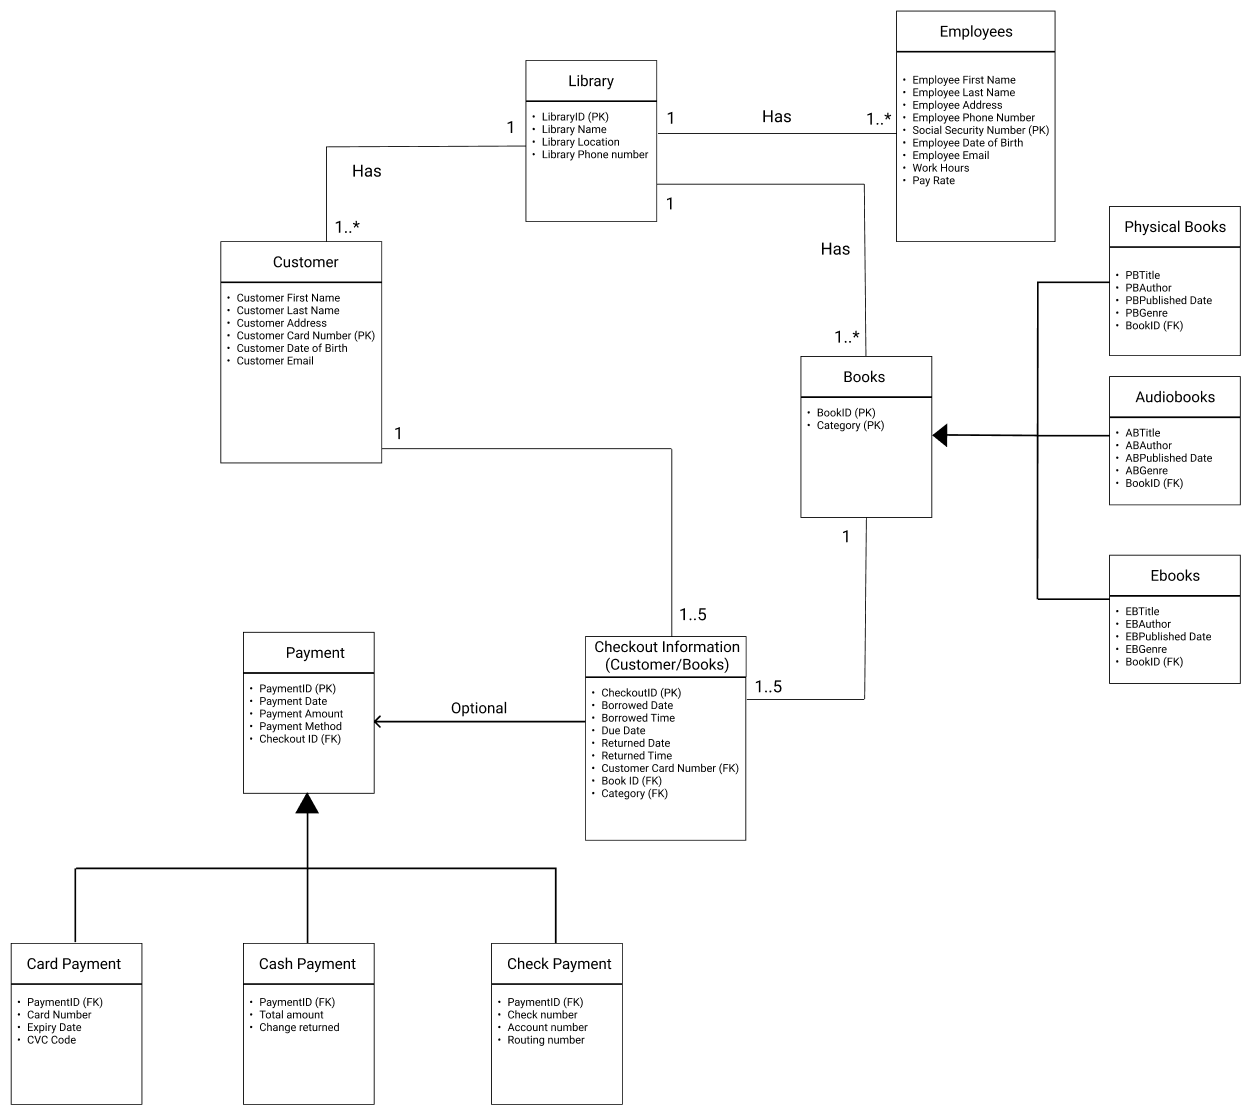 Employees
• Employee First Name
• Employee Last Name
• Employee Address
• Employee Phone Number
• Social Security Number (PK)
• Employee Date of Birth
• Employee Email
• Work Hours
• Pay Rate
Library
• LibraryID (PK)
• Library Name
• Library Location
• Library Phone number
1
Has
1..*
1
Has
1..*
1
Has
1..*
Customer
• Customer First Name
• Customer Last Name
• Customer Address
• Customer Card Number (PK)
• Customer Date of Birth
• Customer Email
Physical Books
• PBTitle
• PBAuthor
• PBPublished Date
• PBGenre
• BookID (FK)
Books
• BookID (PK)
• Category (PK)
Audiobooks
• ABTitle
• ABAuthor
• ABPublished Date
• ABGenre
• BookID (FK)
Ebooks
• EBTitle
• EBAuthor
• EBPublished Date
• EBGenre
• BookID (FK)
1
1..5
1
1..5
Checkout Information
(Customer/Books)
• CheckoutID (PK)
• Borrowed Date
• Borrowed Time
• Due Date
• Returned Date
• Returned Time
• Customer Card Number (FK)
• Book ID (FK)
• Category (FK)
Optional
Payment
• PaymentID (PK)
• Payment Date
• Payment Amount
• Payment Method
• Checkout ID (FK)
Card Payment
• PaymentID (FK)
• Card Number
• Expiry Date
• CVC Code
Cash Payment
• PaymentID (FK)
• Total amount
• Change returned
Check Payment
• PaymentID (FK)
• Check number
• Account number
• Routing number